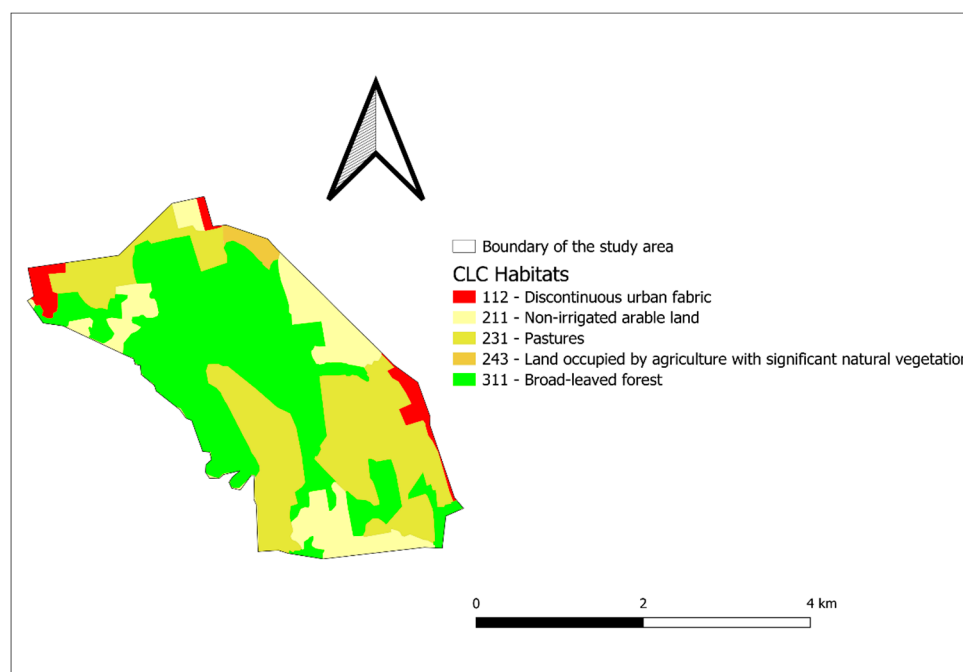 Boundary of the study area
CLC Habitats
112 - Discontinuous urban fabric
211 - Non-irrigated arable land
231 - Pastures
243 - Land occupied by agriculture with significant natural vegetation
311 - Broad-leaved forest
0 2 4 km